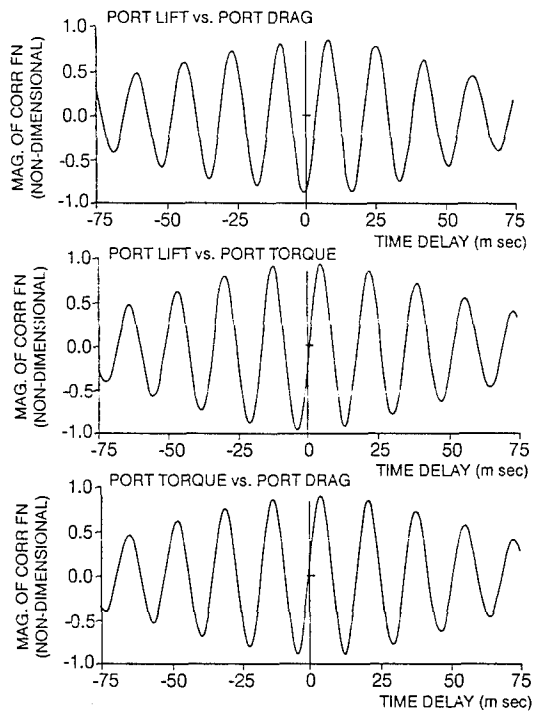 PORT LIFT vs. PORT DRAG
MAG. OF CORR FN
(NON-DIMENSIONAL)
1.0
0.5
0.0
-0.5
-1.0
-75 -50 -25 0 25 50 75
TIME DELAY (m sec)
PORT LIFT vs. PORT TORQUE
MAG. OF CORR FN
(NON-DIMENSIONAL)
1.0
0.5
0.0
-0.5
-1.0
-75 -50 -25 0 25 50 75
TIME DELAY (m sec)
PORT TORQUE vs. PORT DRAG
MAG. OF CORR FN
(NON-DIMENSIONAL)
1.0
0.5
0.0
-0.5
-1.0
-75 -50 -25 0 25 50 75
TIME DELAY (m sec)